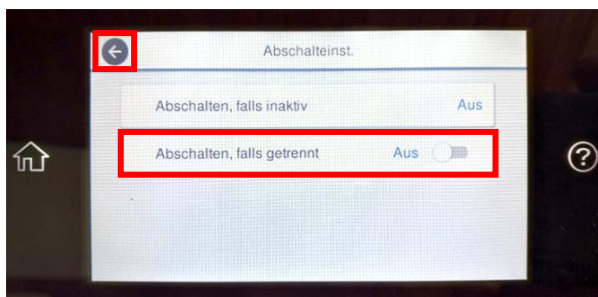 Abschalteinst.
Abschalten, falls inaktiv Aus
Abschalten, falls getrennt Aus
?